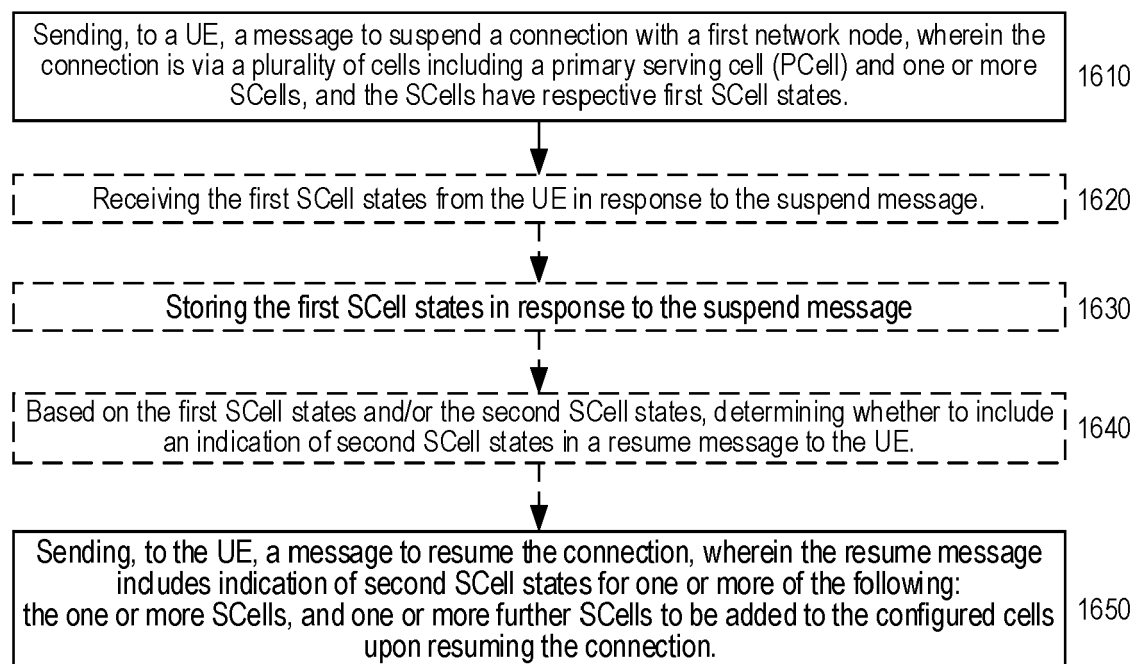 Sending, to a UE, a message to suspend a connection with a first network node, wherein the
connection is via a plurality of cells including a primary serving cell (PCell) and one or more
SCells, and the SCells have respective first SCell states.
1610
Receiving the first SCell states from the UE in response to the suspend message.
1620
Storing the first SCell states in response to the suspend message
1630
Based on the first SCell states and/or the second SCell states, determining whether to include
an indication of second SCell states in a resume message to the UE.
1640
Sending, to the UE, a message to resume the connection, wherein the resume message
includes indication of second SCell states for one or more of the following:
the one or more SCells, and one or more further SCells to be added to the configured cells
upon resuming the connection.
1650